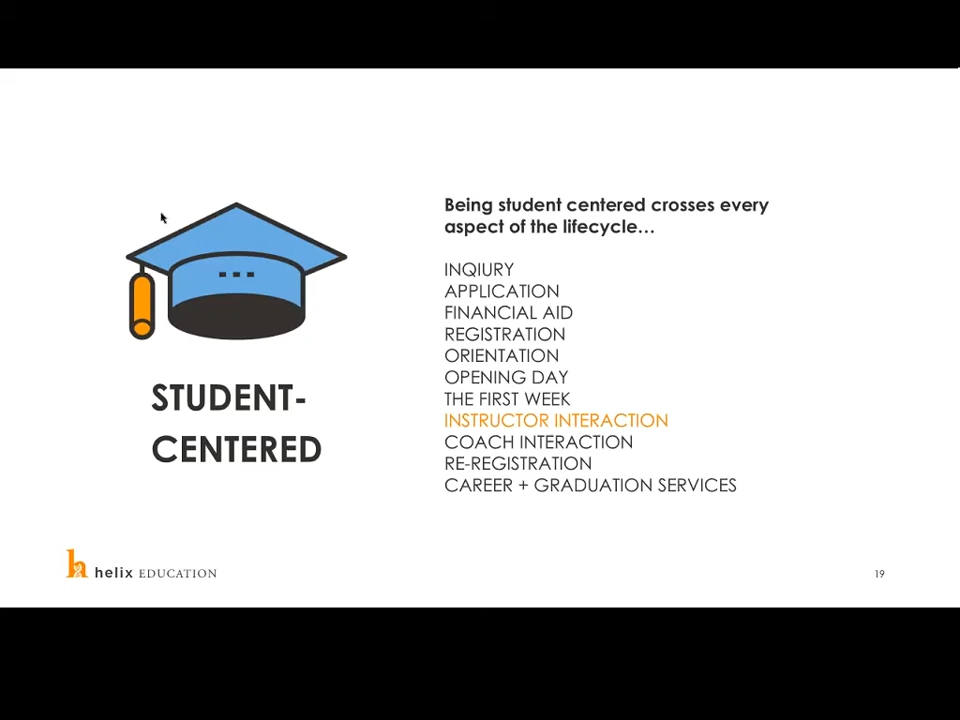 STUDENT-
CENTERED
Being student centered crosses every
aspect of the lifecycle…
INQIURY
APPLICATION
FINANCIAL AID
REGISTRATION
ORIENTATION
OPENING DAY
THE FIRST WEEK
INSTRUCTOR INTERACTION
COACH INTERACTION
RE-REGISTRATION
CAREER + GRADUATION SERVICES
h helix EDUCATION
19